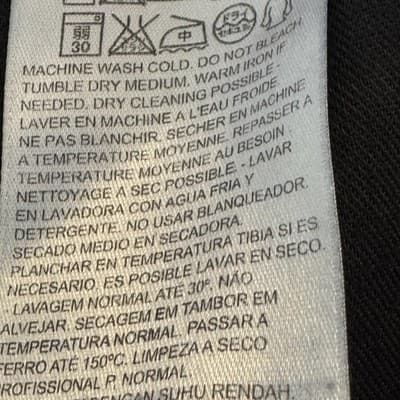 弱
30
中
ドライ
MACHINE WASH COLD. DO NOT BLEACH
TUMBLE DRY MEDIUM. WARM IRON IF
NEEDED. DRY CLEANING POSSIBLE -
LAVER EN MACHINE A L'EAU FROIDE
NE PAS BLANCHIR. SECHER EN MACHINE
A TEMPERATURE MOYENNE. REPASSER A
TEMPERATURE MOYENNE AU BESOIN
NETTOYAGE A SEC POSSIBLE.- LAVAR
EN LAVADORA CON AGUA FRIA Y
DETERGENTE. NO USAR BLANQUEADOR.
SECADO MEDIO EN SECADORA.
PLANCHAR EN TEMPERATURA TIBIA SI ES
NECESARIO. ES POSIBLE LAVAR EN SECO.
LAVAGEM NORMAL ATÉ 30º. NÃO
ALVEJAR. SECAGEM EM TAMBOR EM
TEMPERATURA NORMAL. PASSAR A
FERRO ATÉ 150ºC. LIMPEZA A SECO
PROFISSIONAL P. NORMAL
DENGAN SUHU RENDAH.